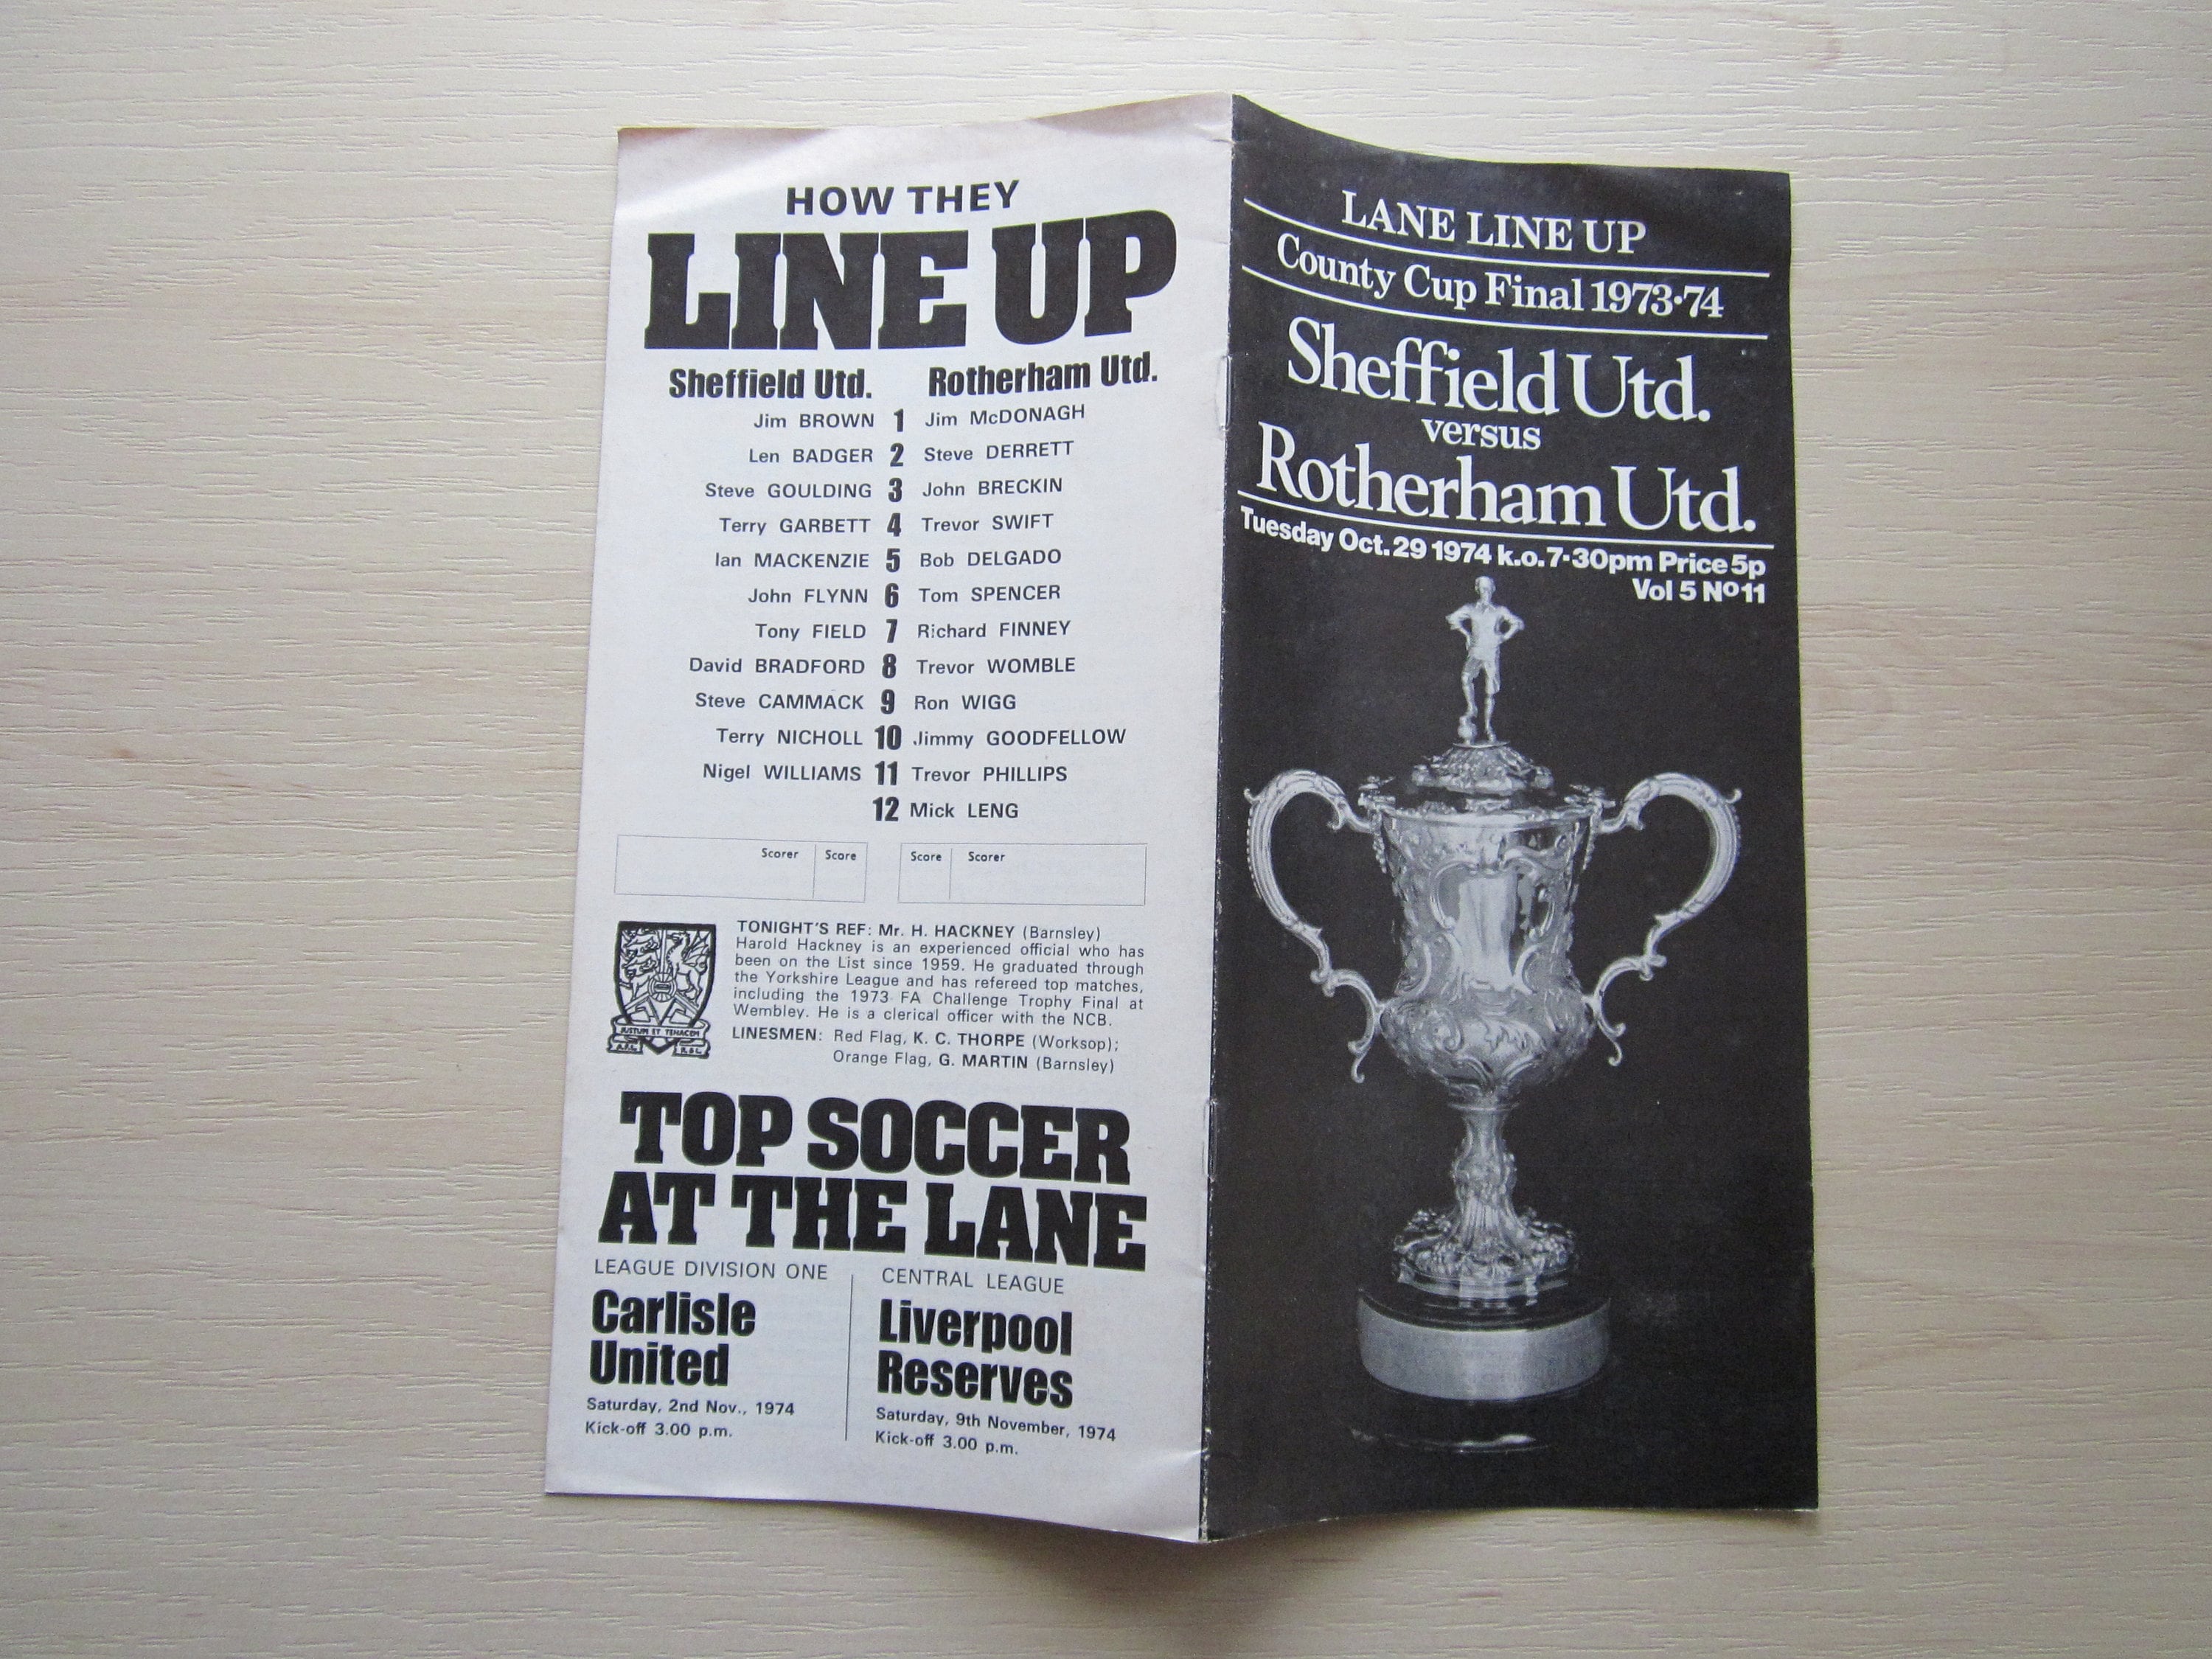 HOW THEY
LINE UP
Sheffield Utd. Rotherham Utd.
Jim BROWN 1 Jim McDONAGH
Len BADGER 2 Steve DERRETT
Steve GOULDING 3 John BRECKIN
Terry GARBETT 4 Trevor SWIFT
Ian MACKENZIE 5 Bob DELGADO
John FLYNN 6 Tom SPENCER
Tony FIELD 7 Richard FINNEY
David BRADFORD 8 Trevor WOMBLE
Steve CAMMACK 9 Ron WIGG
Terry NICHOLL 10 Jimmy GOODFELLOW
Nigel WILLIAMS 11 Trevor PHILLIPS
12 Mick LENG
Scorer Score Score Scorer
TONIGHT'S REF: Mr. H. HACKNEY (Barnsley)
Harold Hackney is an experienced official who has
been on the List since 1959. He graduated through
the Yorkshire League and has refereed top matches,
including the 1973 FA Challenge Trophy Final at
Wembley. He is a clerical officer with the NCB.
LINESMEN: Red Flag, K. C. THORPE (Worksop);
Orange Flag, G. MARTIN (Barnsley)
JUSTUM ET TENACEM
TOP SOCCER
AT THE LANE
LEAGUE DIVISION ONE
Carlisle
United
Saturday, 2nd Nov., 1974
Kick-off 3.00 p.m.
CENTRAL LEAGUE
Liverpool
Reserves
Saturday, 9th November, 1974
Kick-off 3.00 p.m.
LANE LINE UP
County Cup Final 1973·74
Sheffield Utd.
versus
Rotherham Utd.
Tuesday Oct. 29 1974 k.o. 7·30pm Price 5p
Vol 5 Nº 11